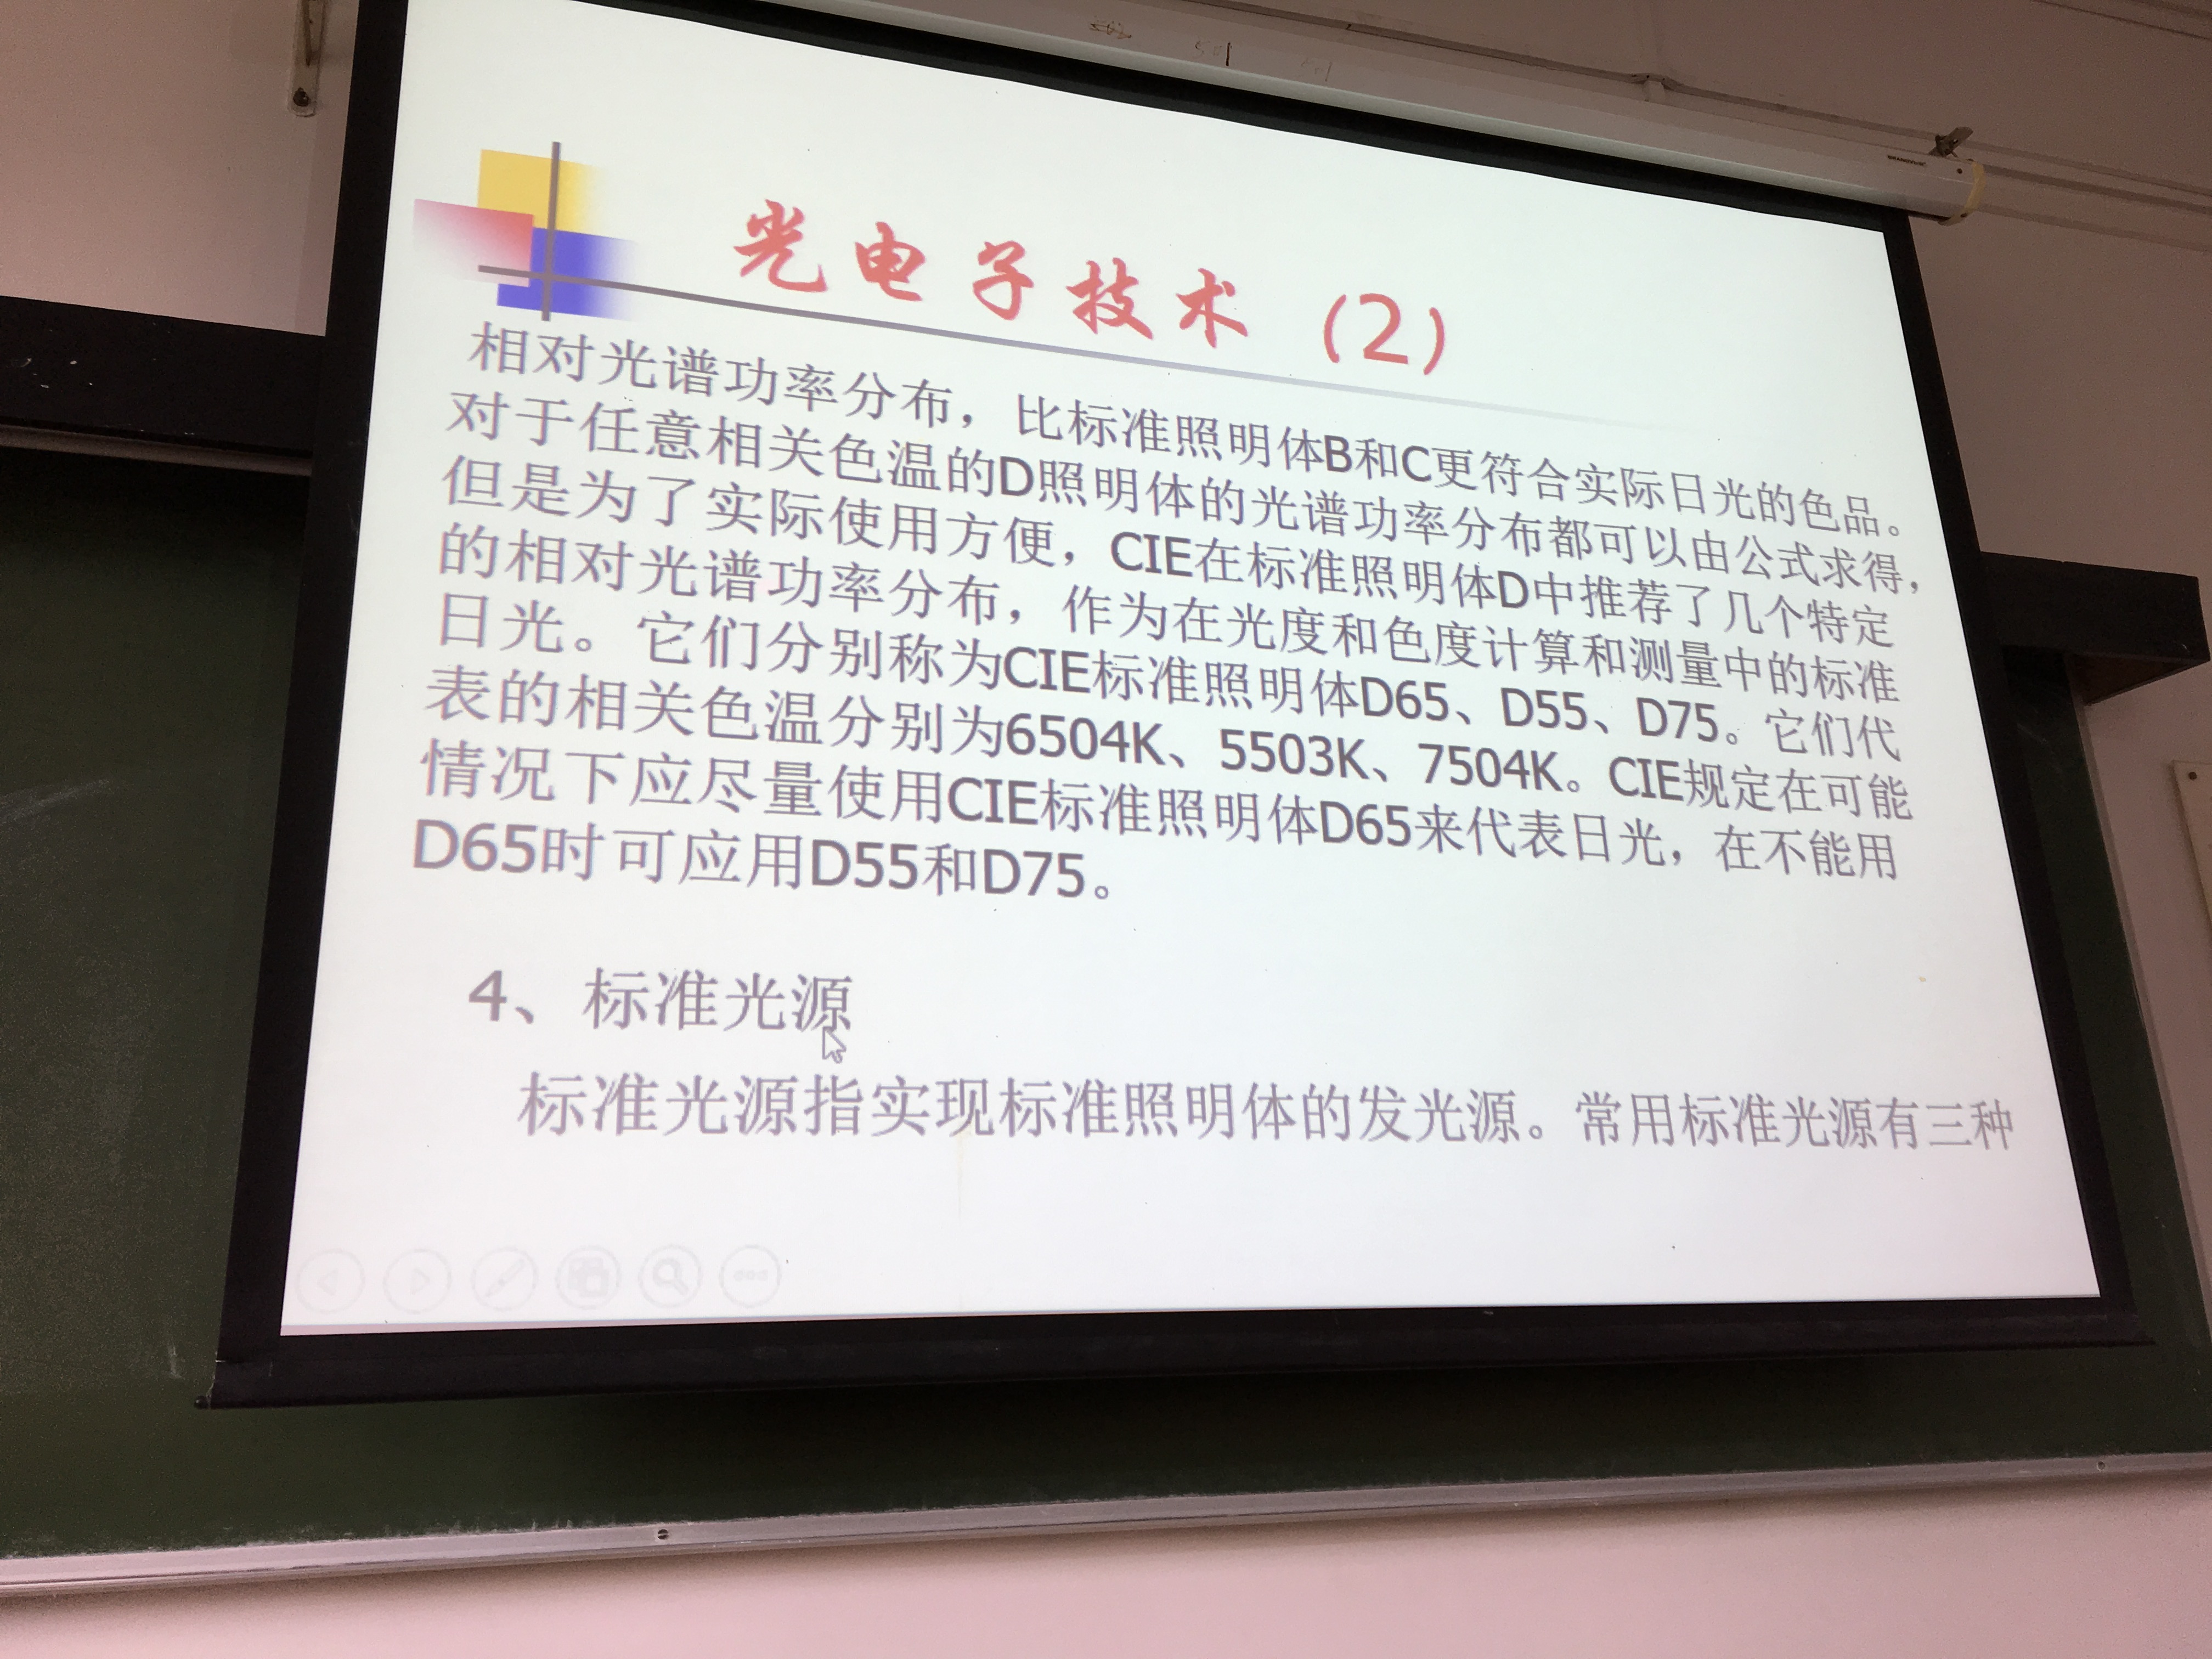 光电子技术（2）
相对光谱功率分布，比标准照明体B和C更符合实际日光的色品。
对于任意相关色温的D照明体的光谱功率分布都可以由公式求得，
但是为了实际使用方便，CIE在标准照明体D中推荐了几个特定
的相对光谱功率分布，作为在光度和色度计算和测量中的标准
日光。它们分别称为CIE标准照明体D65、D55、D75。它们代
表的相关色温分别为6504K、5503K、7504K。CIE规定在可能
情况下应尽量使用CIE标准照明体D65来代表日光，在不能用
D65时可应用D55和D75。
4、标准光源
标准光源指实现标准照明体的发光源。常用标准光源有三种